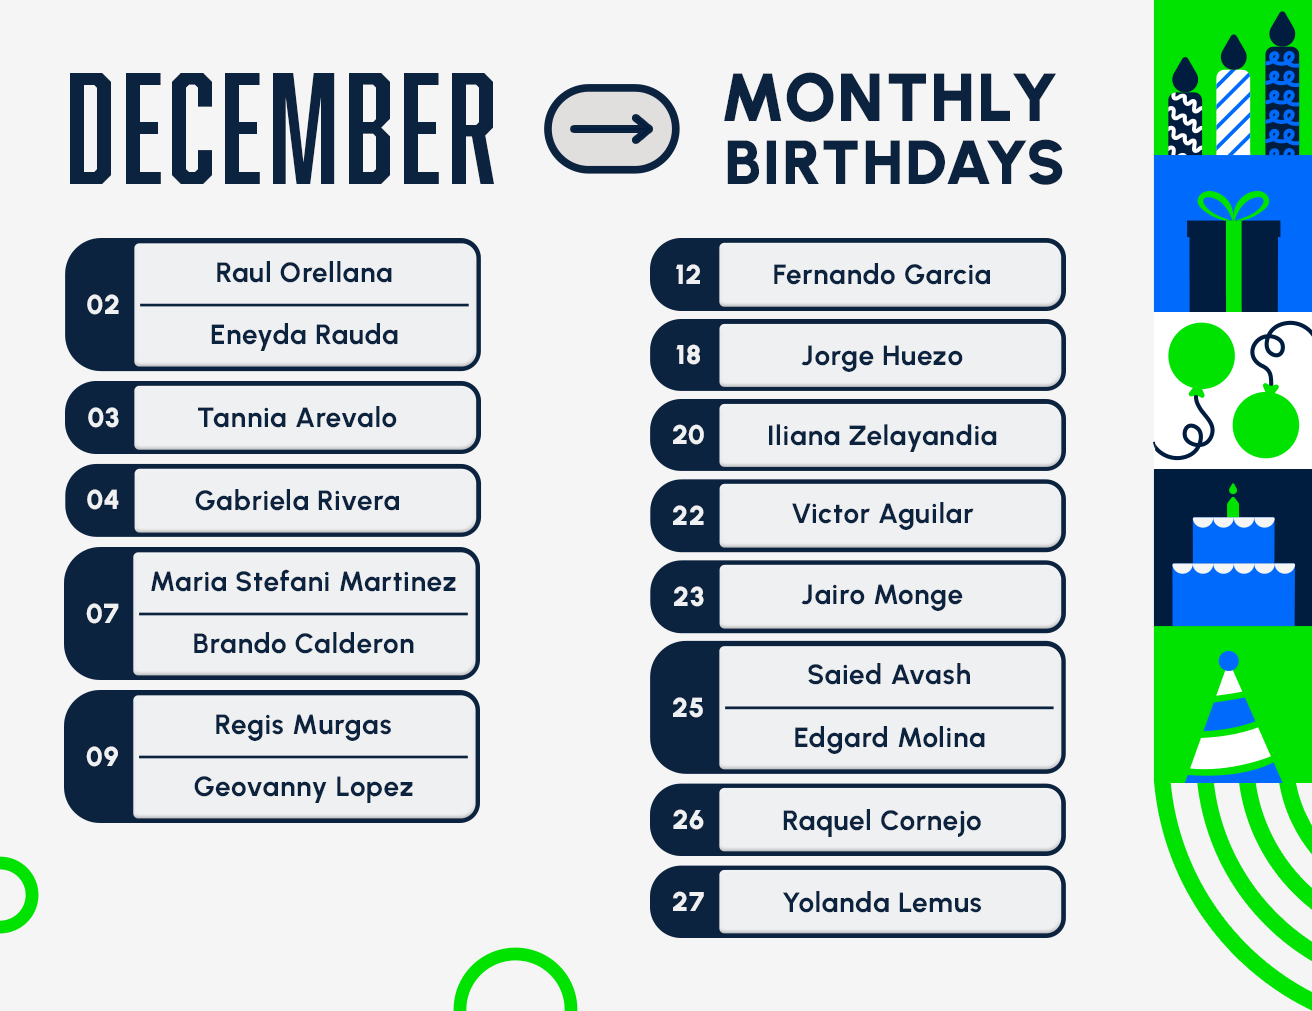 DECEMBER
MONTHLY
BIRTHDAYS
02
Raul Orellana
Eneyda Rauda
03
Tannia Arevalo
04
Gabriela Rivera
07
Maria Stefani Martinez
Brando Calderon
09
Regis Murgas
Geovanny Lopez
12
Fernando Garcia
18
Jorge Huezo
20
Iliana Zelayandia
22
Victor Aguilar
23
Jairo Monge
25
Saied Avash
Edgard Molina
26
Raquel Cornejo
27
Yolanda Lemus